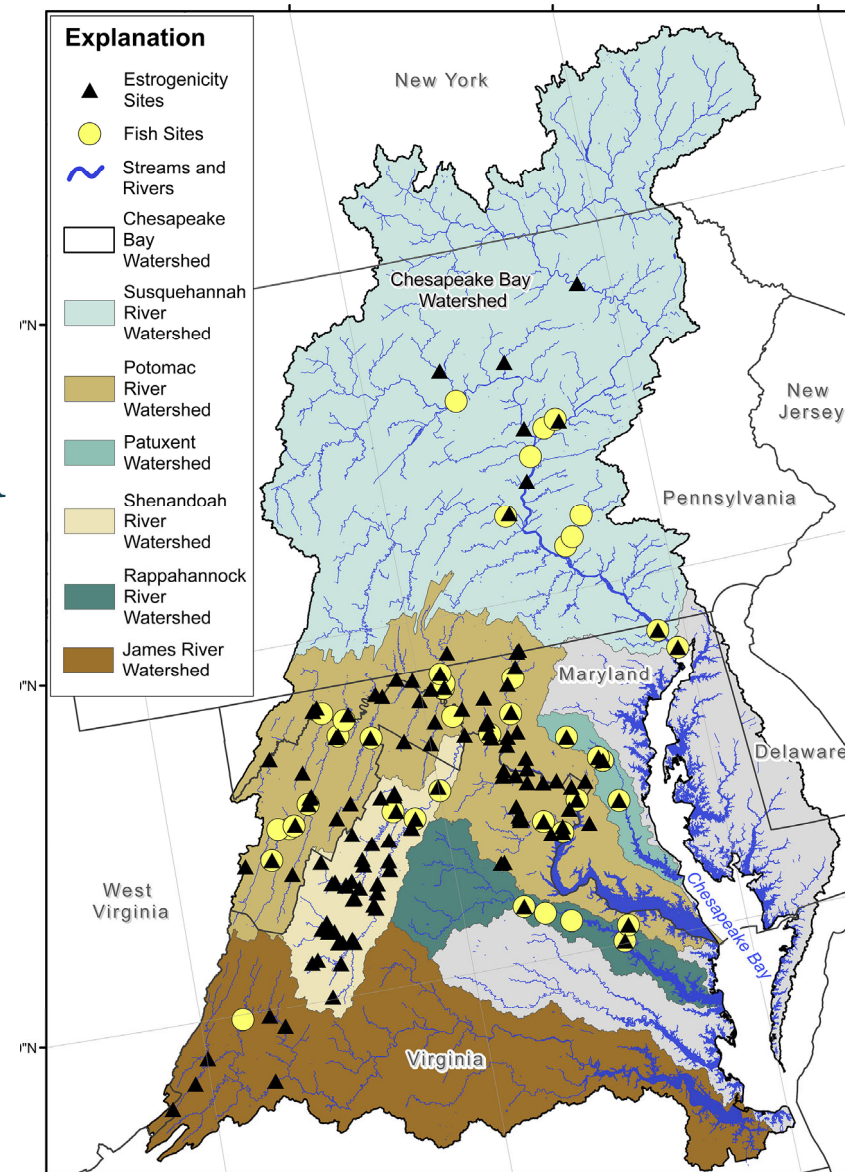 Explanation
Estrogenicity
Sites
Fish Sites
Streams and
Rivers
Chesapeake
Bay
Watershed
Susquehannah
River
Watershed
Potomac
River
Watershed
Patuxent
Watershed
Shenandoah
River
Watershed
Rappahannock
River
Watershed
James River
Watershed
New York
Chesapeake Bay
Watershed
New
Jersey
Pennsylvania
Maryland
Delaware
West
Virginia
Chesapeake Bay
Virginia
"N
"N
"N